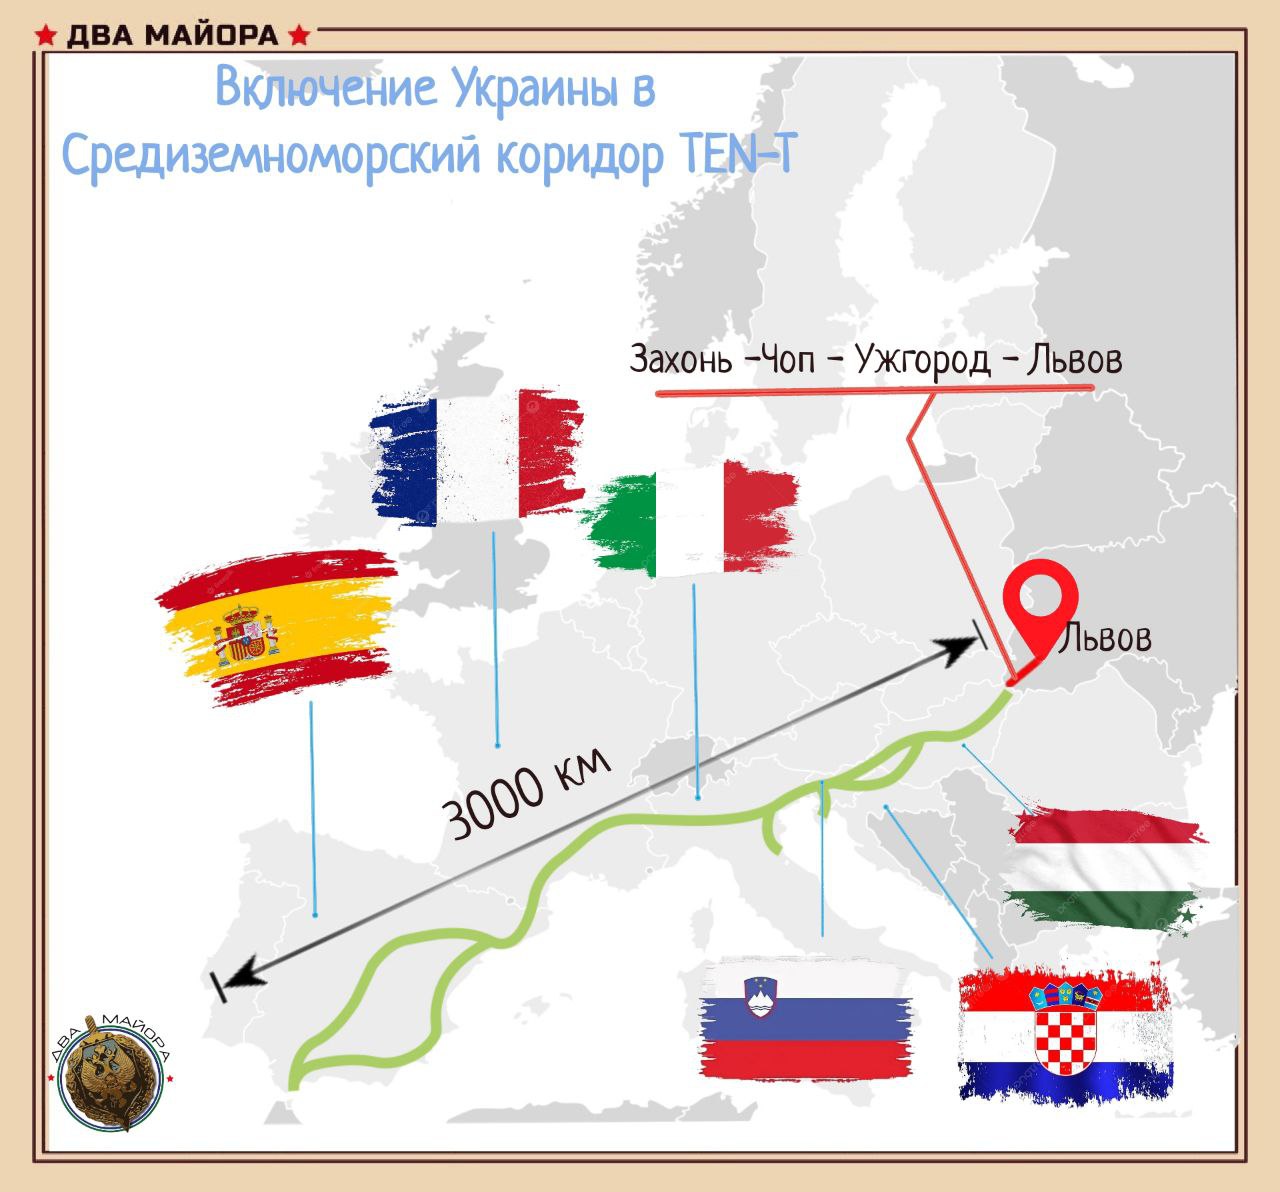 ДВА МАЙОРА
Включение Украины в
Средиземноморский коридор TEN-T
Захонь -Чоп - Ужгород - Львов
Львов
3000 км
ДВА МАЙОРА